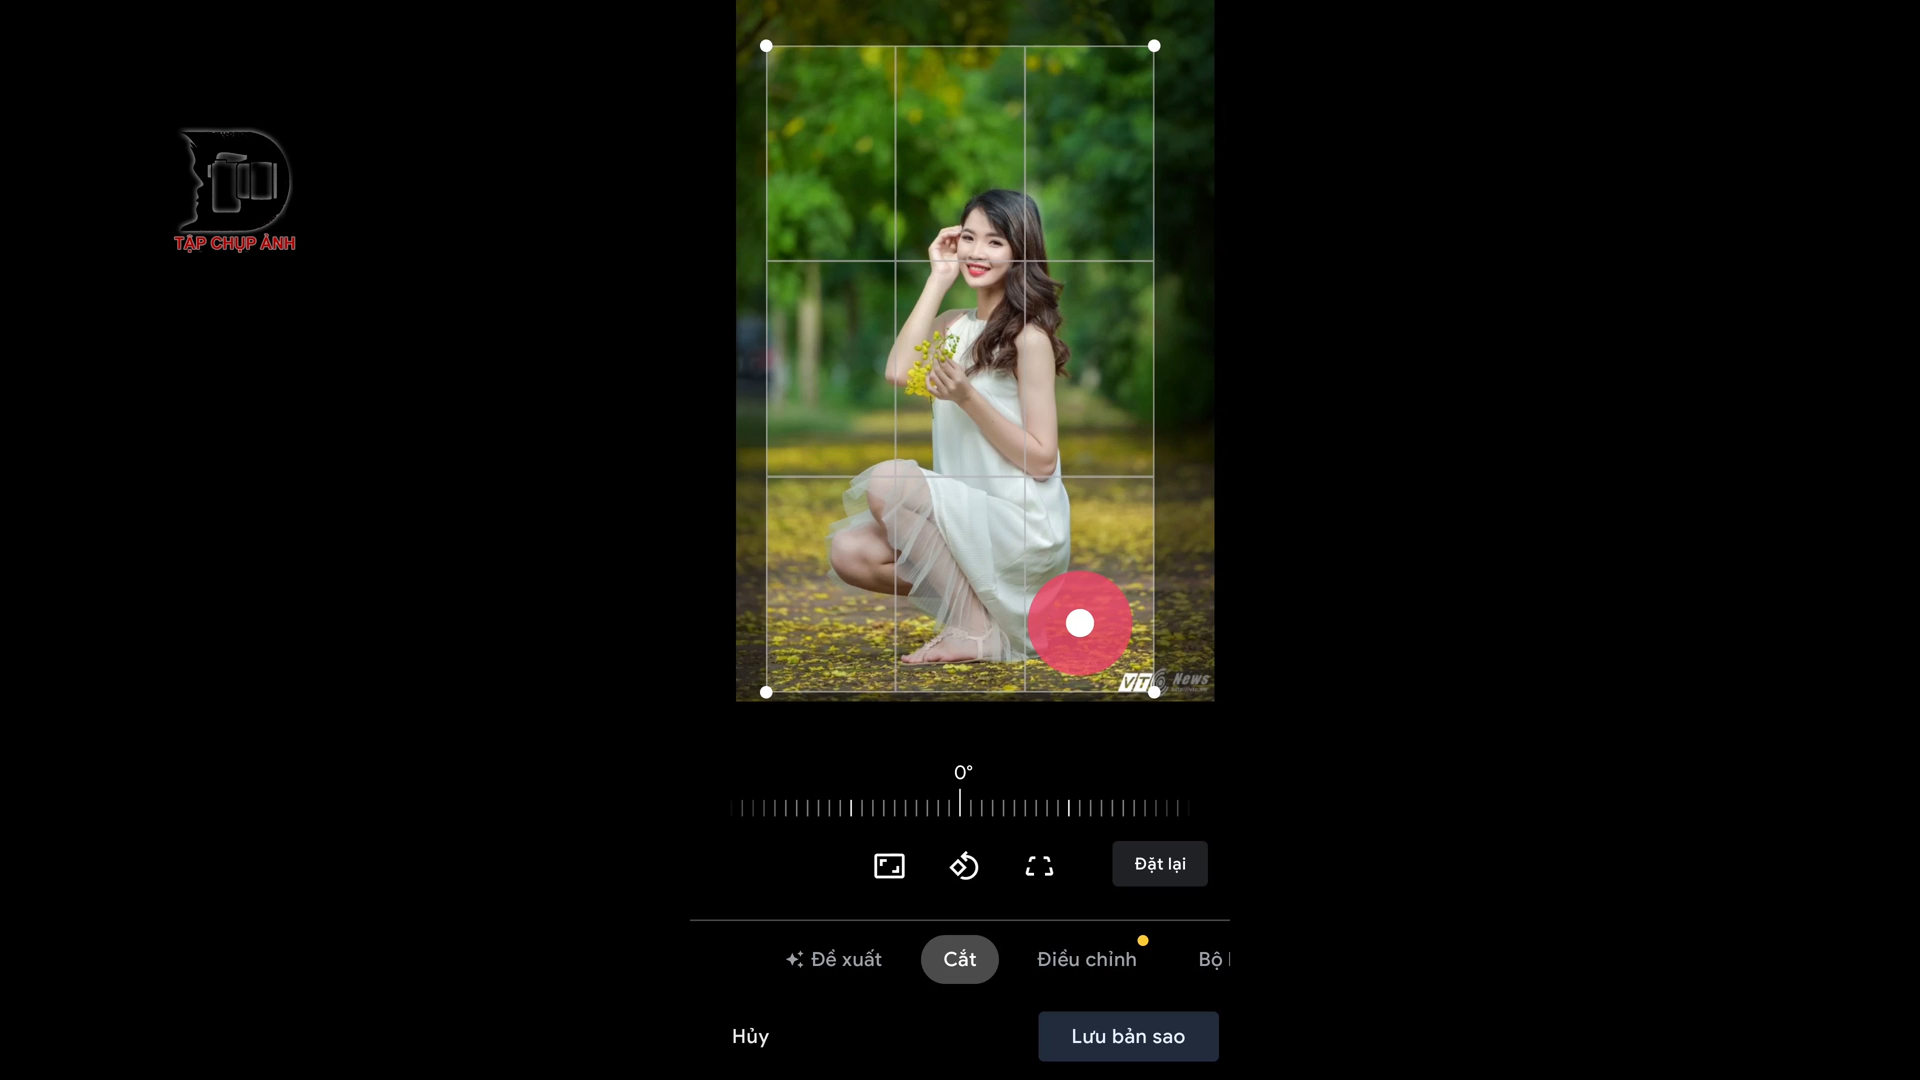 TẬP CHỤP ẢNH
VTC News
0°
Đặt lại
Đề xuất
Cắt
Điều chỉnh
Bộ
Hủy
Lưu bản sao